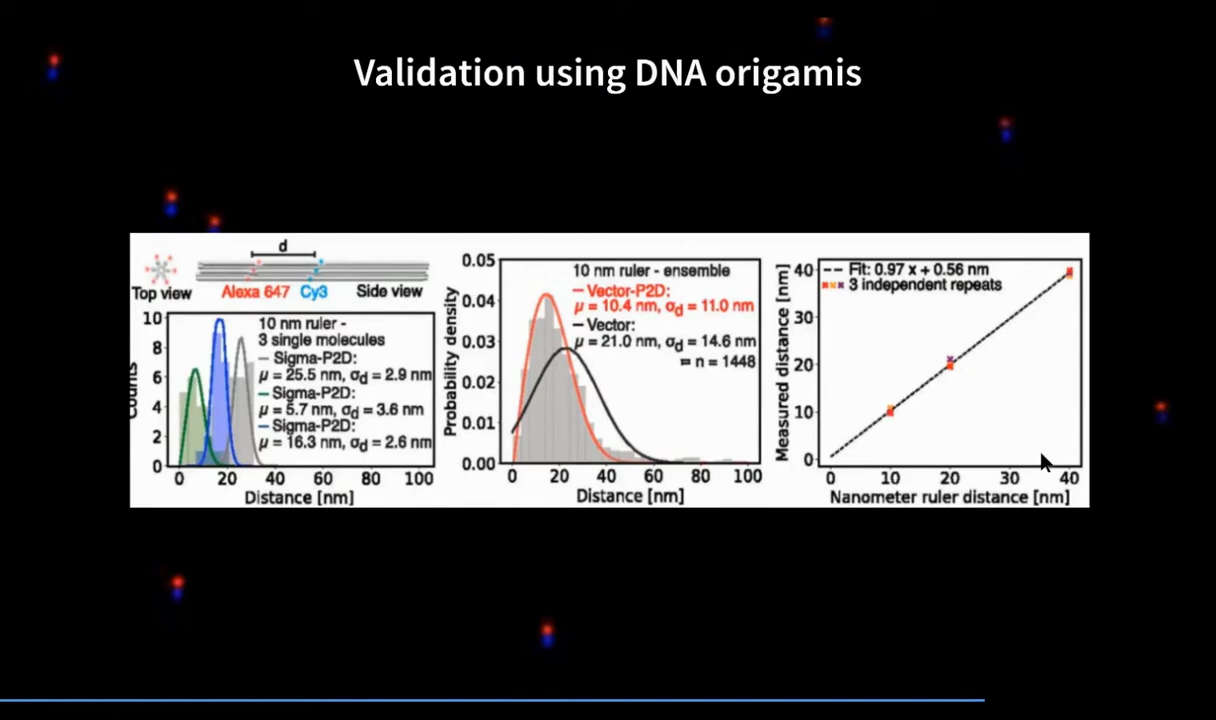 Validation using DNA origamis
d
Top view
Alexa 647
Cy3
Side view
10 nm ruler -
3 single molecules
Sigma-P2D:
μ = 25.5 nm, σd = 2.9 nm
Sigma-P2D:
μ = 5.7 nm, σd = 3.6 nm
Sigma-P2D:
μ = 16.3 nm, σd = 2.6 nm
10
8
6
4
2
0
Counts
0 20 40 60 80 100
Distance [nm]
10 nm ruler - ensemble
Vector-P2D:
μ = 10.4 nm, σd = 11.0 nm
Vector:
μ = 21.0 nm, σd = 14.6 nm
n = 1448
0.05
0.04
0.03
0.02
0.01
0.00
Probability density
0 20 40 60 80 100
Distance [nm]
Fit: 0.97 x + 0.56 nm
3 independent repeats
40
30
20
10
0
Measured distance [nm]
0 10 20 30 40
Nanometer ruler distance [nm]